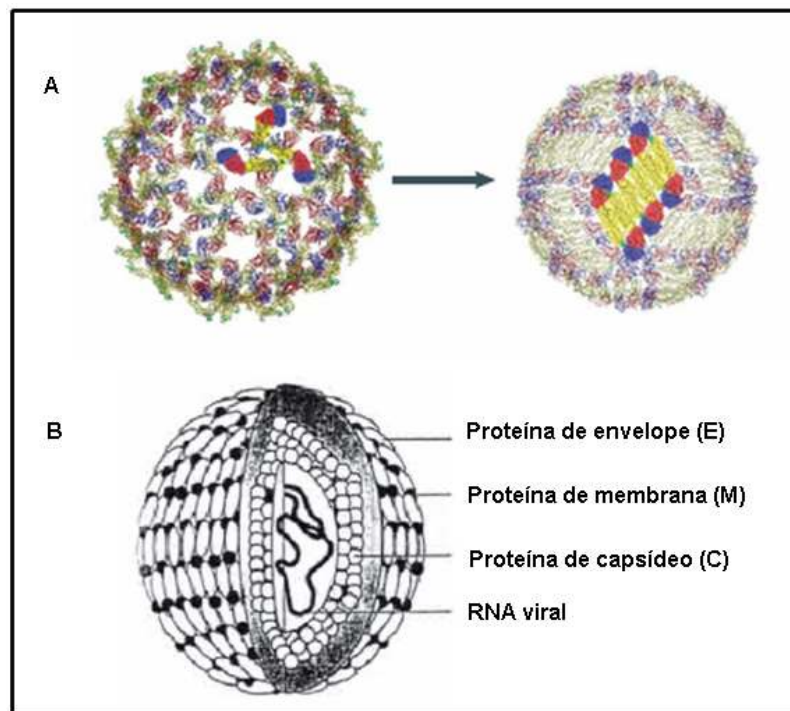 A
B
Proteína de envelope (E)
Proteína de membrana (M)
Proteína de capsídeo (C)
RNA viral